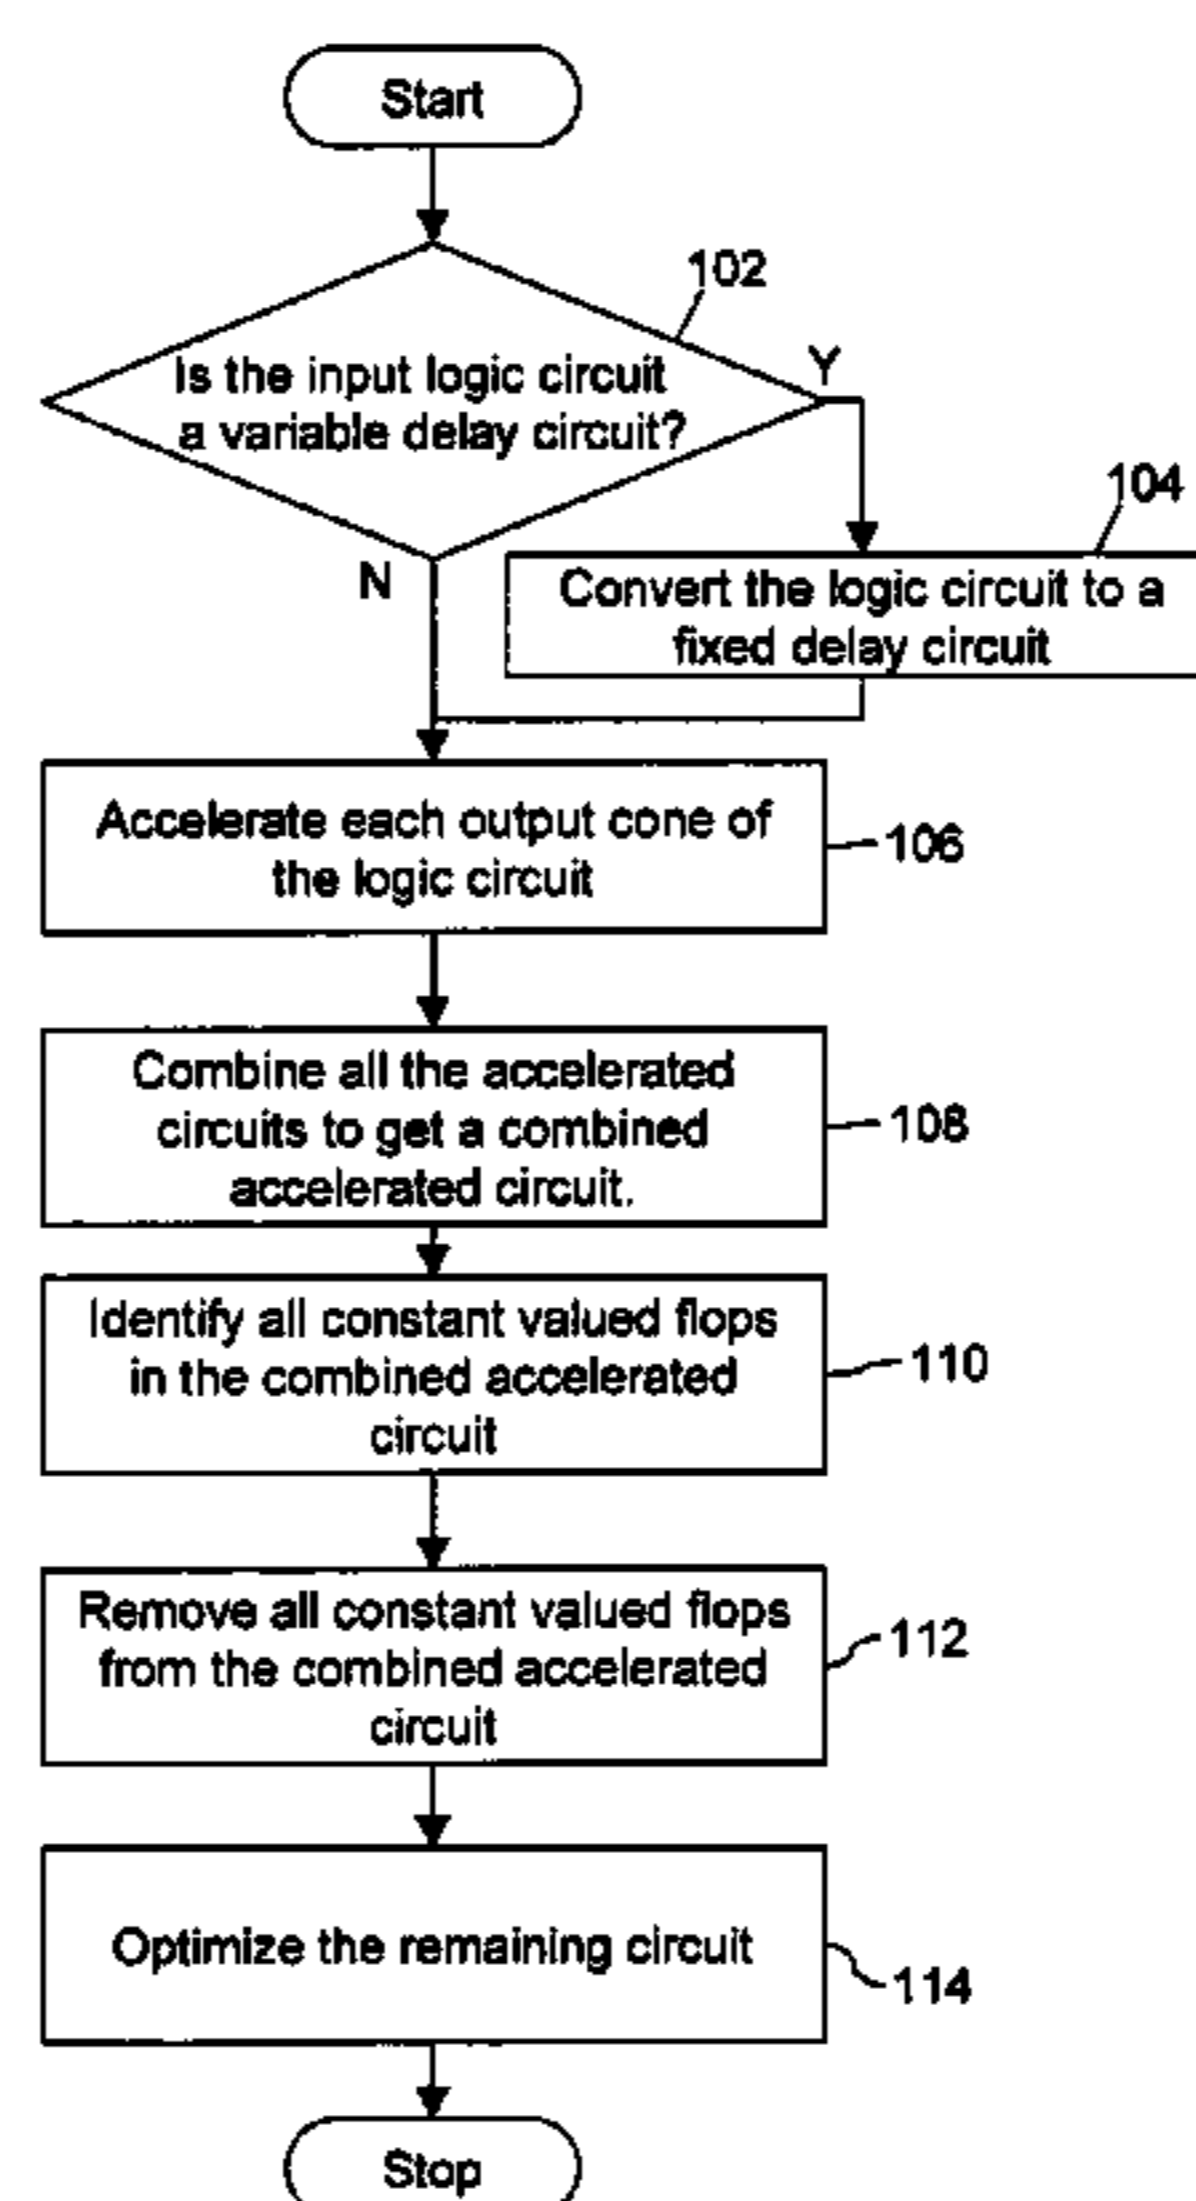 Start
102
Is the input logic circuit
a variable delay circuit?
Y
104
N
Convert the logic circuit to a
fixed delay circuit
Accelerate each output cone of
the logic circuit
106
Combine all the accelerated
circuits to get a combined
accelerated circuit.
108
Identify all constant valued flops
in the combined accelerated
circuit
110
Remove all constant valued flops
from the combined accelerated
circuit
112
Optimize the remaining circuit
114
Stop